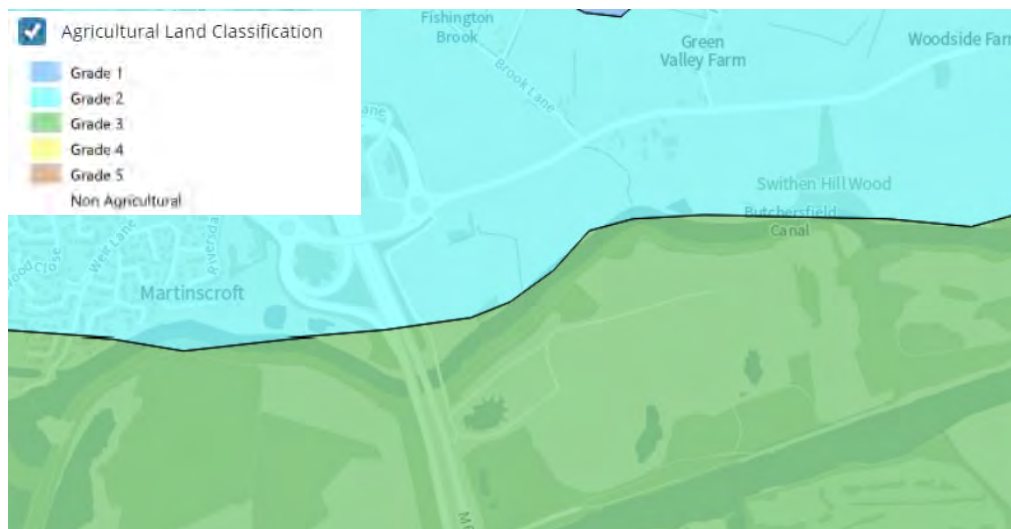 Agricultural Land Classification
Grade 1
Grade 2
Grade 3
Grade 4
Grade 5
Non Agricultural
Fishington
Brook
Green
Valley Farm
Woodside Farm
Brook Lane
Swithen Hill Wood
Butchersfield
Canal
Weir Lane
Close
Martinscroft